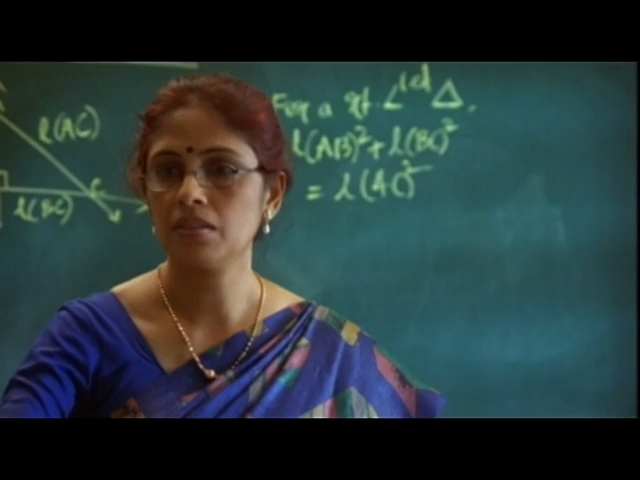 l(AC)
C
l(BC)
For a rt. ∠led Δ,
l(AB)² + l(BC)²
= l(AC)²